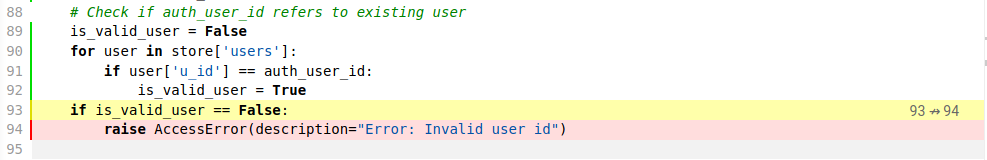 88 # Check if auth_user_id refers to existing user
89 is_valid_user = False
90 for user in store['users']:
91 if user['u_id'] == auth_user_id:
92 is_valid_user = True
93 if is_valid_user == False: 93 ↛ 94
94 raise AccessError(description="Error: Invalid user id")
95